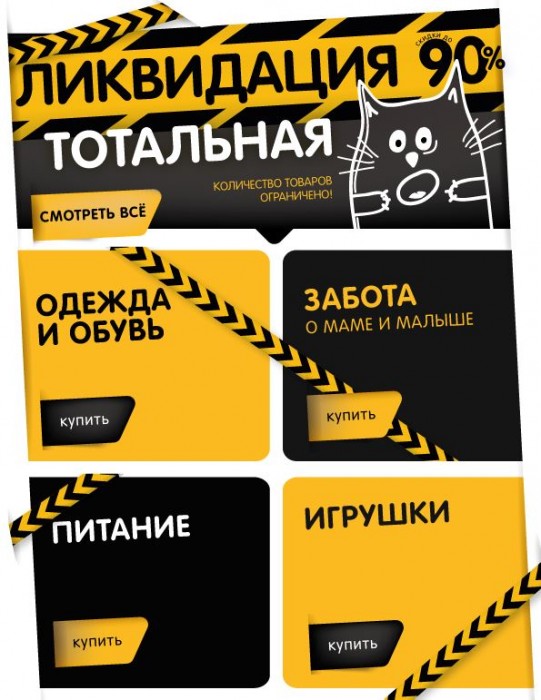 ЛИКВИДАЦИЯ
СКИДКИ ДО
90%
ТОТАЛЬНАЯ
КОЛИЧЕСТВО ТОВАРОВ
ОГРАНИЧЕНО!
СМОТРЕТЬ ВСЁ
ОДЕЖДА
И ОБУВЬ
купить
ЗАБОТА
О МАМЕ И МАЛЫШЕ
купить
ПИТАНИЕ
купить
ИГРУШКИ
купить